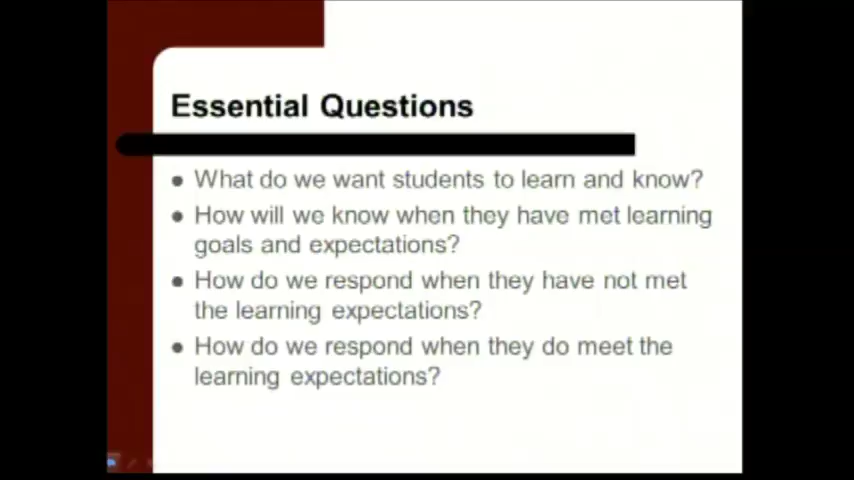 Essential Questions
• What do we want students to learn and know?
• How will we know when they have met learning
goals and expectations?
• How do we respond when they have not met
the learning expectations?
• How do we respond when they do meet the
learning expectations?